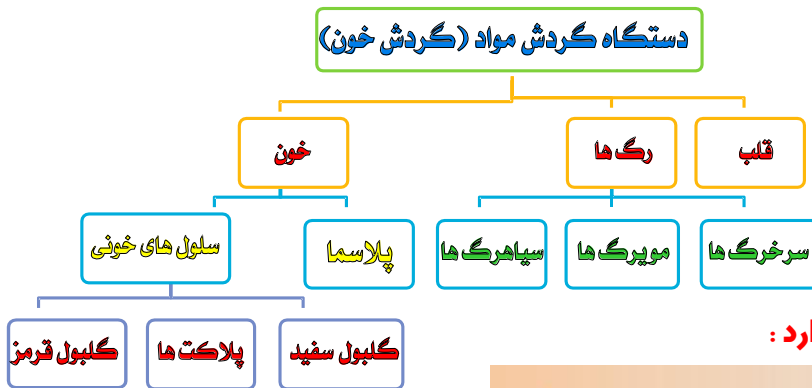 دستگاه گردش مواد (گردش خون)
قلب
رگ ها
خون
سرخرگ ها
مویرگ ها
سیاهرگ ها
پلاسما
سلول های خونی
گلبول سفید
پلاکت ها
گلبول قرمز